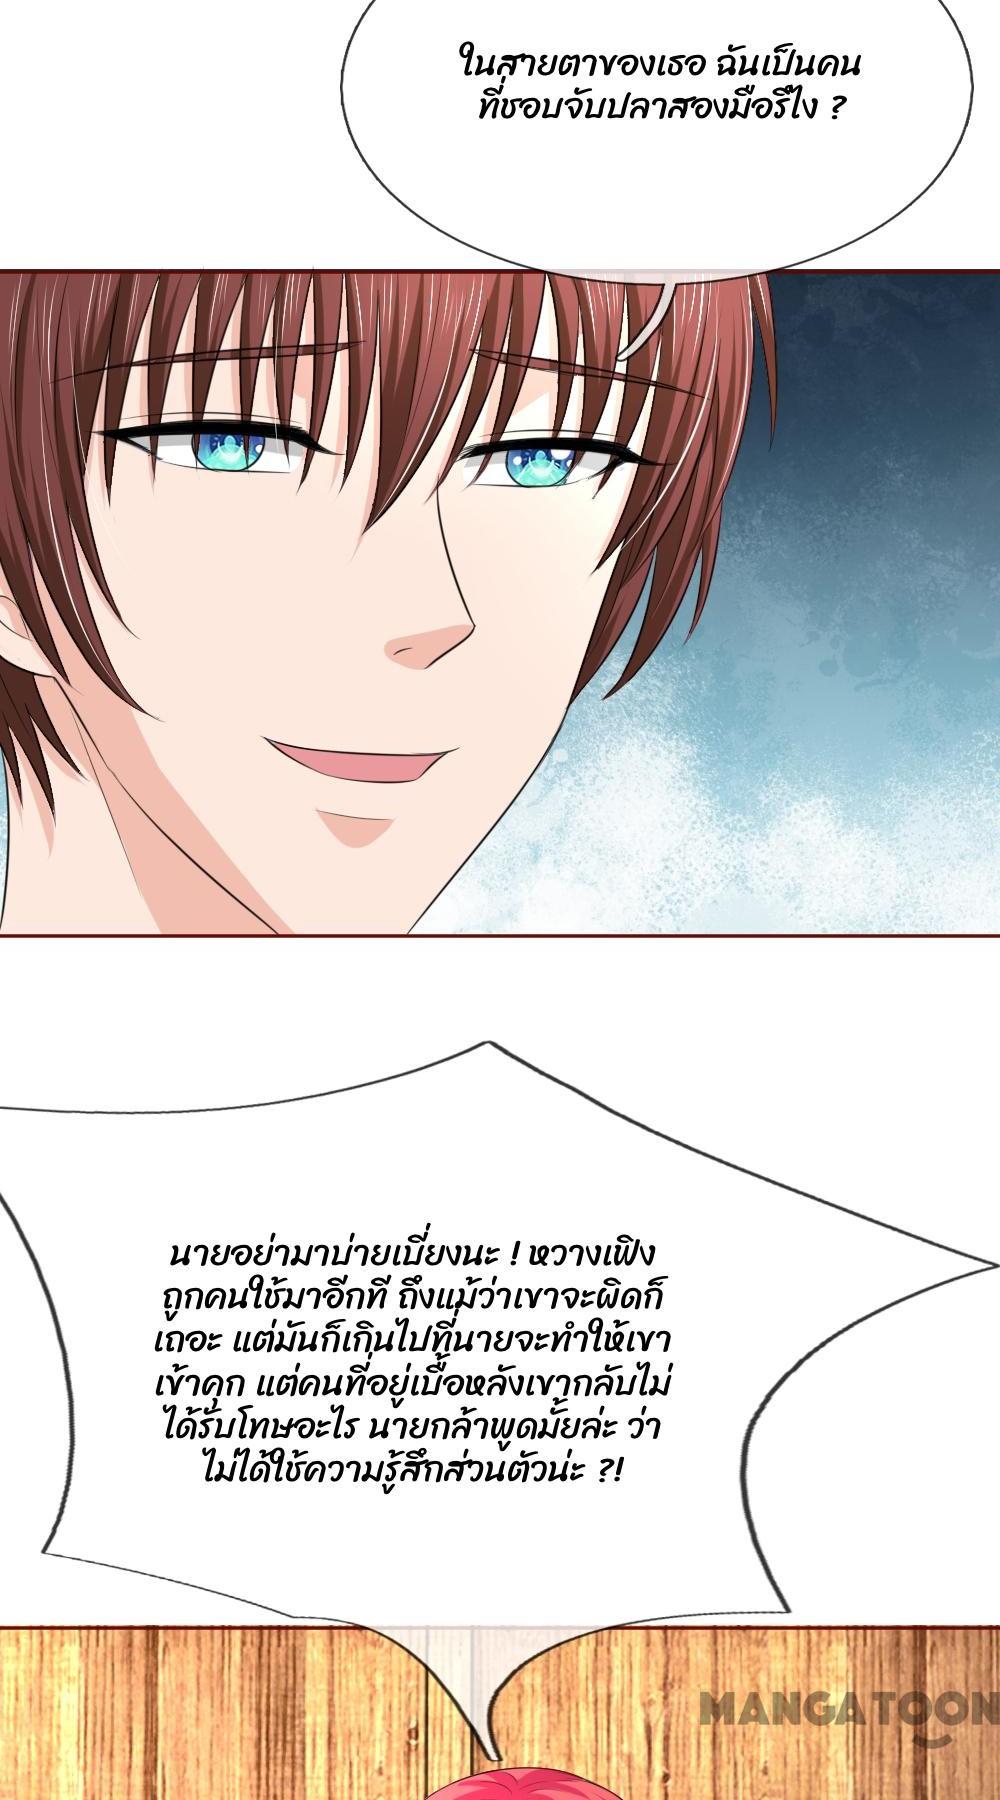 ในสายตาของเธอ ฉันเป็นคน
ที่ชอบจับปลาสองมือรึไง ?
นายอย่ามาบ่ายเบี่ยงนะ ! หวางเฟิง
ถูกคนใช้มาอีกที ถึงแม้ว่าเขาจะผิดก็
เถอะ แต่มันก็เกินไปที่นายจะทำให้เขา
เข้าคุก แต่คนที่อยู่เบื้อหลังเขากลับไม่
ได้รับโทษอะไร นายกล้าพูดมั้ยล่ะ ว่า
ไม่ได้ใช้ความรู้สึกส่วนตัวน่ะ ?!
MANGATOON